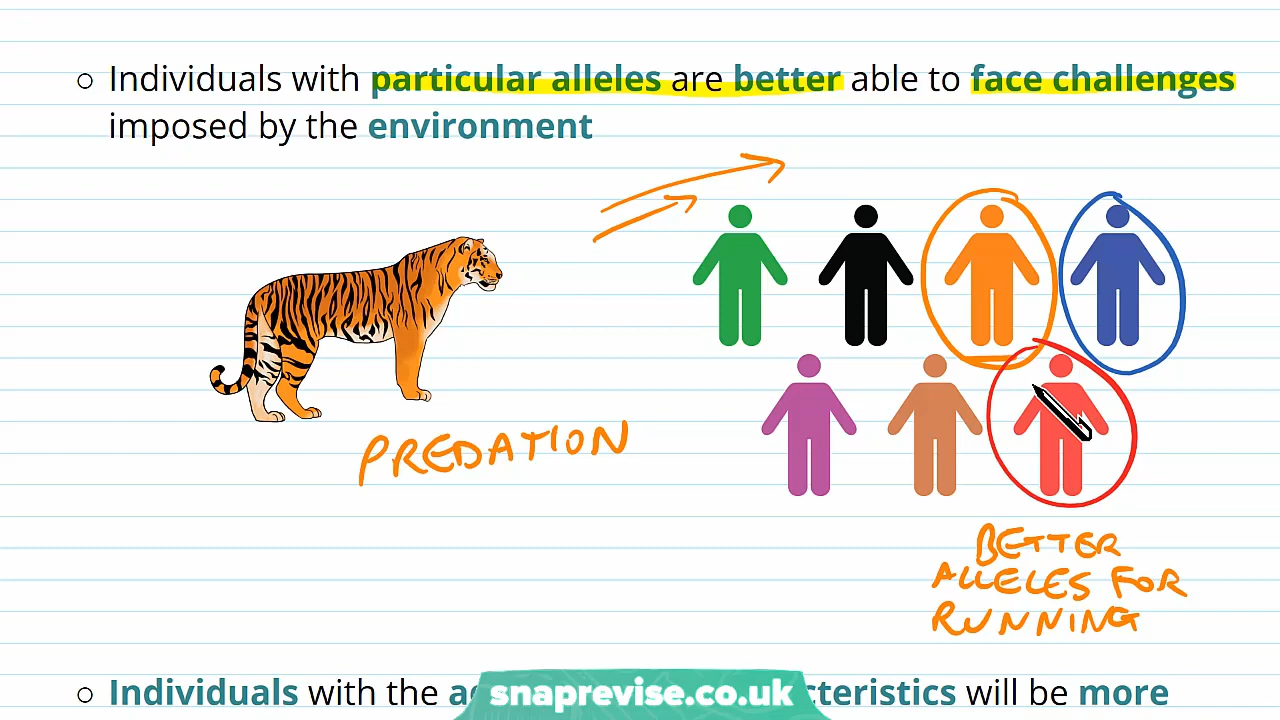 Individuals with particular alleles are better able to face challenges
imposed by the environment
PREDATION
BETTER
ALLELES FOR
RUNNING
Individuals with the will be more
snaprevise.co.uk